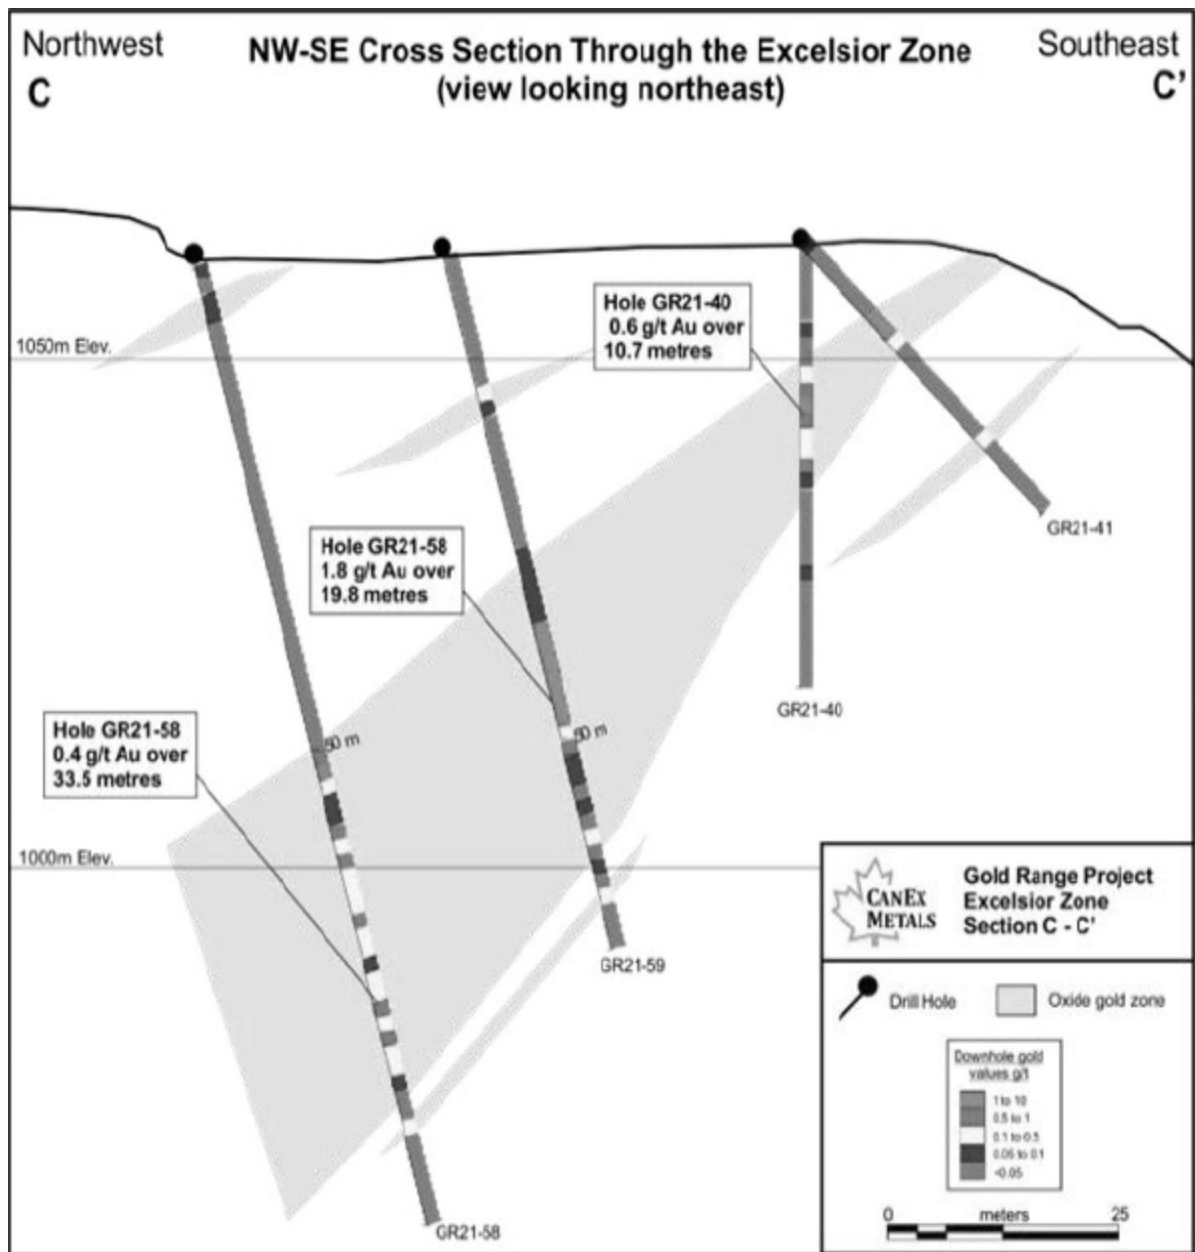 Northwest
C
NW-SE Cross Section Through the Excelsior Zone
(view looking northeast)
Southeast
C’
Hole GR21-40
0.6 g/t Au over
10.7 metres
1050m Elev.
GR21-41
Hole GR21-58
1.8 g/t Au over
19.8 metres
GR21-40
Hole GR21-58
0.4 g/t Au over
33.5 metres
50 m
50 m
1000m Elev.
GR21-59
GR21-58
CANEX
METALS
Gold Range Project
Excelsior Zone
Section C - C’
Drill Hole
Oxide gold zone
Downhole gold
values g/t
1 to 10
0.5 to 1
0.1 to 0.5
0.05 to 0.1
<0.05
0 meters 25